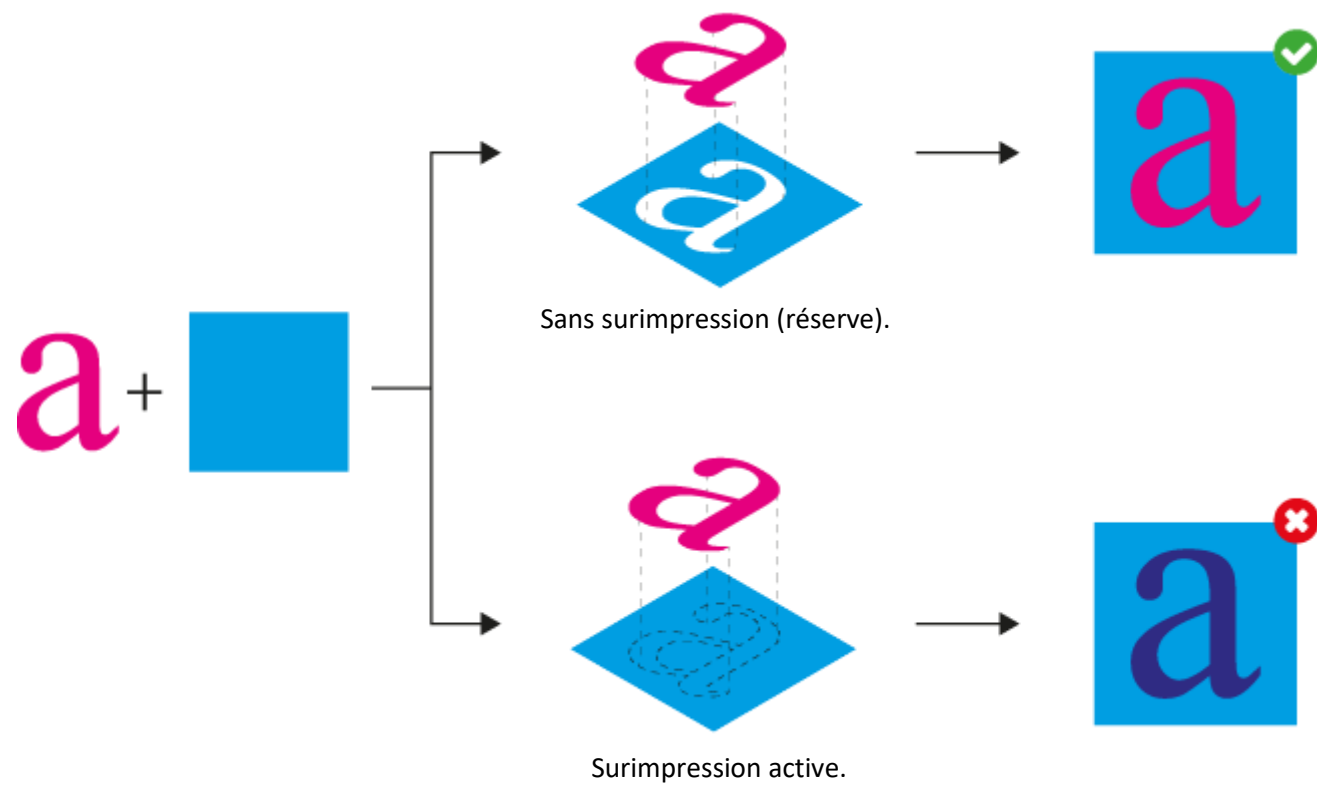 a
Sans surimpression (réserve).
a
a
a + 
a
a
Surimpression active.